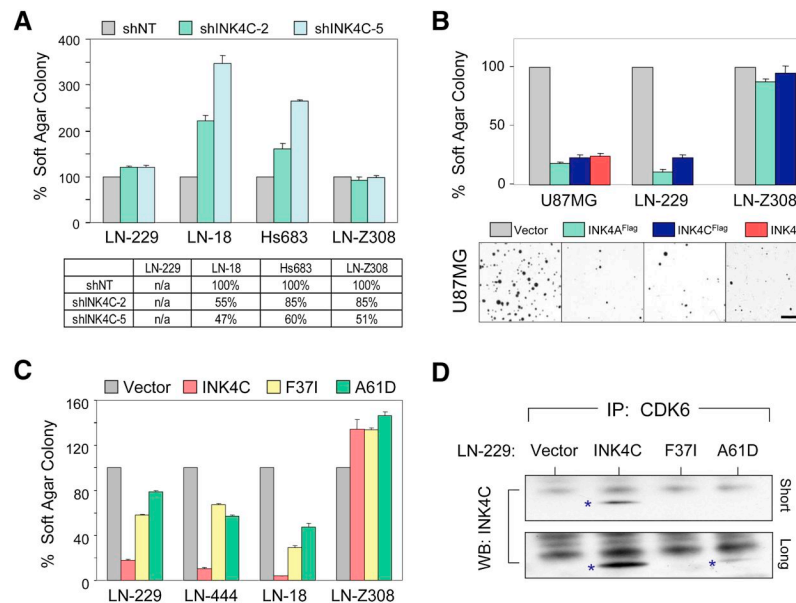 A
shNT shINK4C-2 shINK4C-5
400
300
200
100
0
% Soft Agar Colony
LN-229 LN-18 Hs683 LN-Z308
LN-229 LN-18 Hs683 LN-Z308
shNT n/a 100% 100% 100%
shINK4C-2 n/a 55% 85% 85%
shINK4C-5 n/a 47% 60% 51%
B
100
50
0
% Soft Agar Colony
U87MG LN-229 LN-Z308
Vector INK4A^Flag INK4C^Flag INK4
U87MG
C
Vector INK4C F37I A61D
160
120
80
40
0
% Soft Agar Colony
LN-229 LN-444 LN-18 LN-Z308
D
IP: CDK6
LN-229: Vector INK4C F37I A61D
WB: INK4C
*
Short
* *
Long